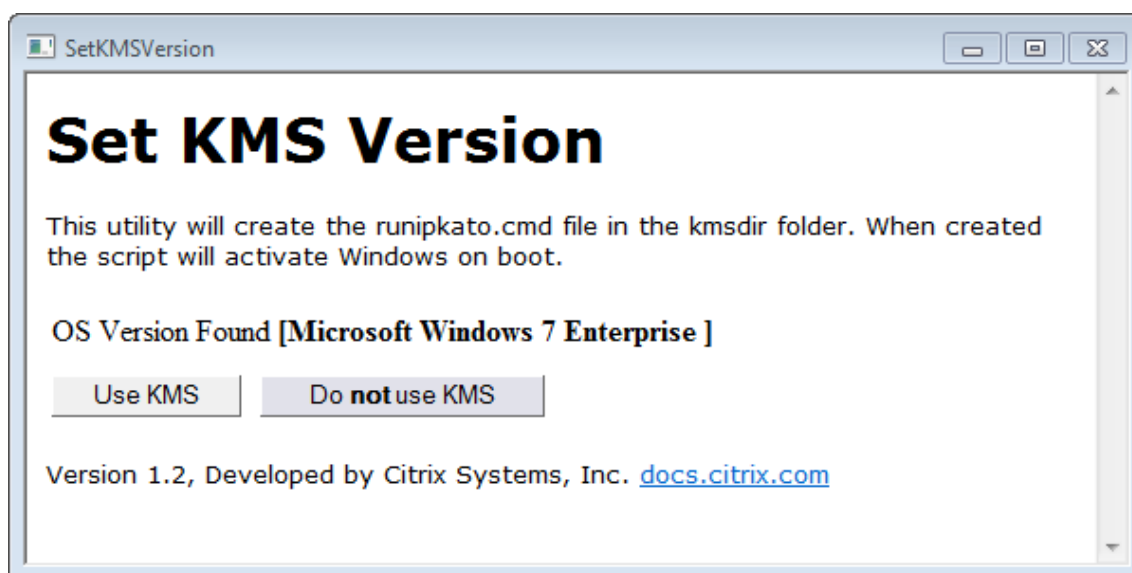 SetKMSVersion
Set KMS Version
This utility will create the runipkato.cmd file in the kmsdir folder. When created
the script will activate Windows on boot.
OS Version Found [Microsoft Windows 7 Enterprise ]
Use KMS
Do not use KMS
Version 1.2, Developed by Citrix Systems, Inc. docs.citrix.com